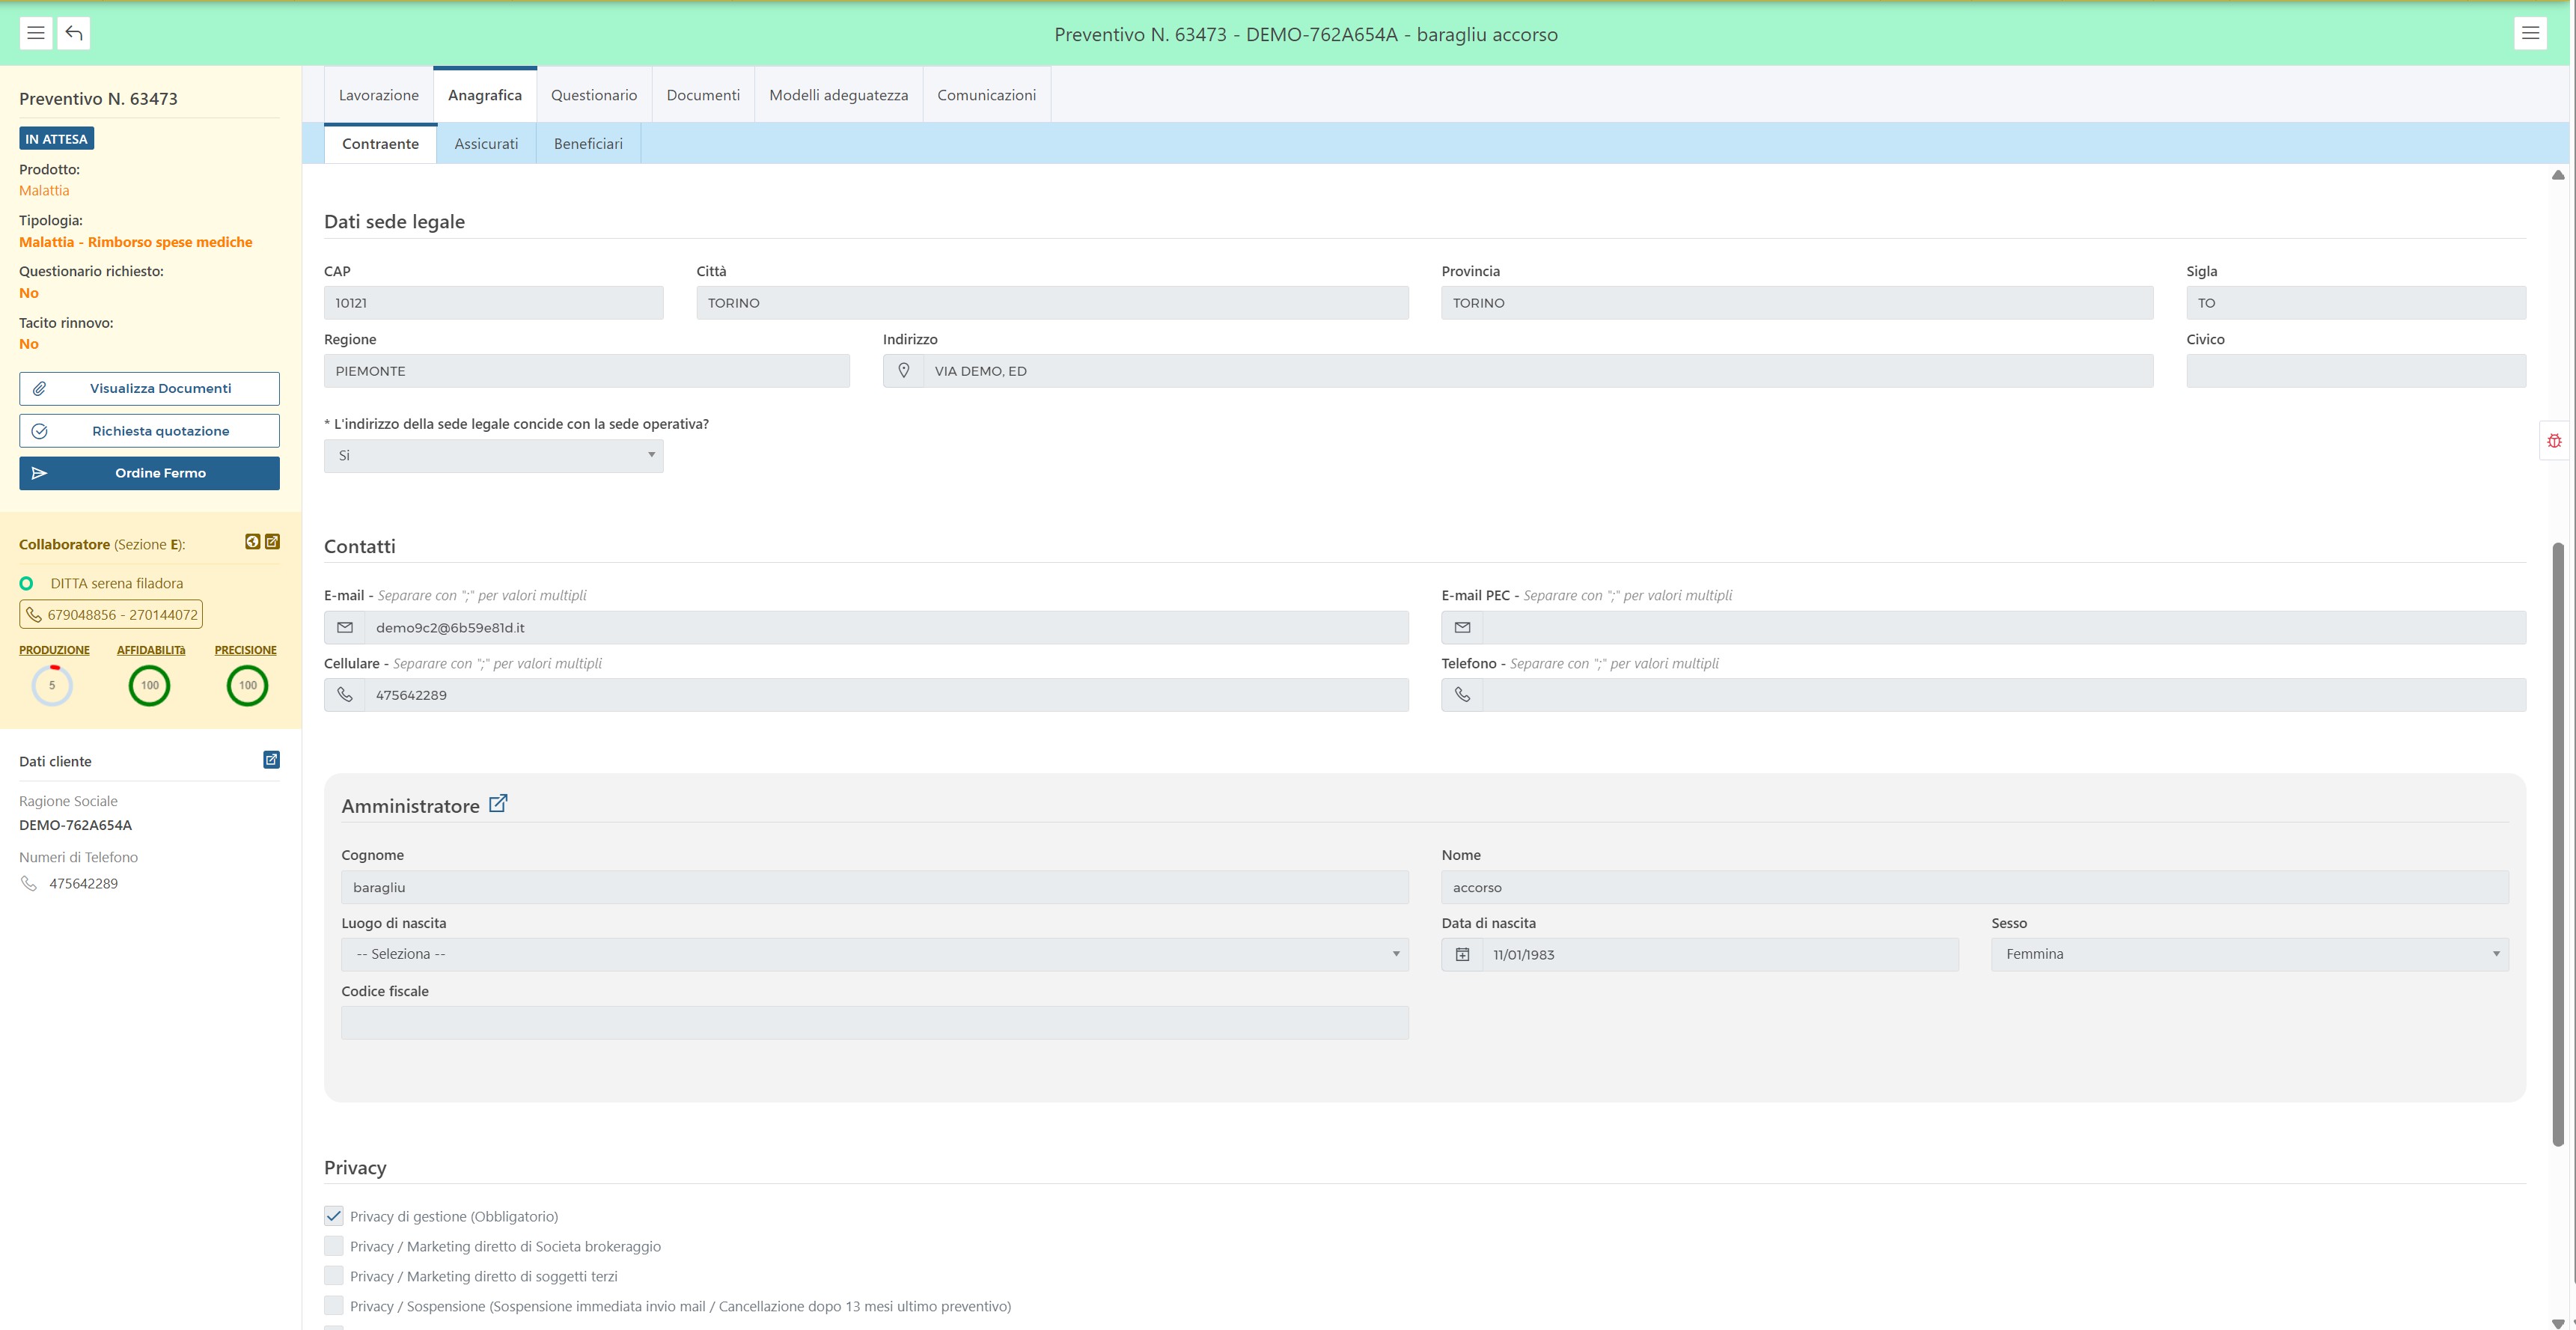 Preventivo N. 63473 - DEMO-762A654A - baragliu accorso
Preventivo N. 63473
IN ATTESA
Prodotto:
Malattia
Tipologia:
Malattia - Rimborso spese mediche
Questionario richiesto:
No
Tacito rinnovo:
No
Visualizza Documenti
Richiesta quotazione
Ordine Fermo
Collaboratore (Sezione E):
DITTA serena filadora
679048856 - 270144072
PRODUZIONE AFFIDABILITà PRECISIONE
5 100 100
Dati cliente
Ragione Sociale
DEMO-762A654A
Numeri di Telefono
475642289
Lavorazione Anagrafica Questionario Documenti Modelli adeguatezza Comunicazioni
Contraente Assicurati Beneficiari
Dati sede legale
CAP Città Provincia Sigla
10121 TORINO TORINO TO
Regione Indirizzo Civico
PIEMONTE VIA DEMO, ED
* L'indirizzo della sede legale concide con la sede operativa?
Si
Contatti
E-mail - Separare con ";" per valori multipli E-mail PEC - Separare con ";" per valori multipli
demo9c2@6b59e81d.it
Cellulare - Separare con ";" per valori multipli Telefono - Separare con ";" per valori multipli
475642289
Amministratore
Cognome Nome
baragliu accorso
Luogo di nascita Data di nascita Sesso
-- Seleziona -- 11/01/1983 Femmina
Codice fiscale
Privacy
Privacy di gestione (Obbligatorio)
Privacy / Marketing diretto di Societa brokeraggio
Privacy / Marketing diretto di soggetti terzi
Privacy / Sospensione (Sospensione immediata invio mail / Cancellazione dopo 13 mesi ultimo preventivo)